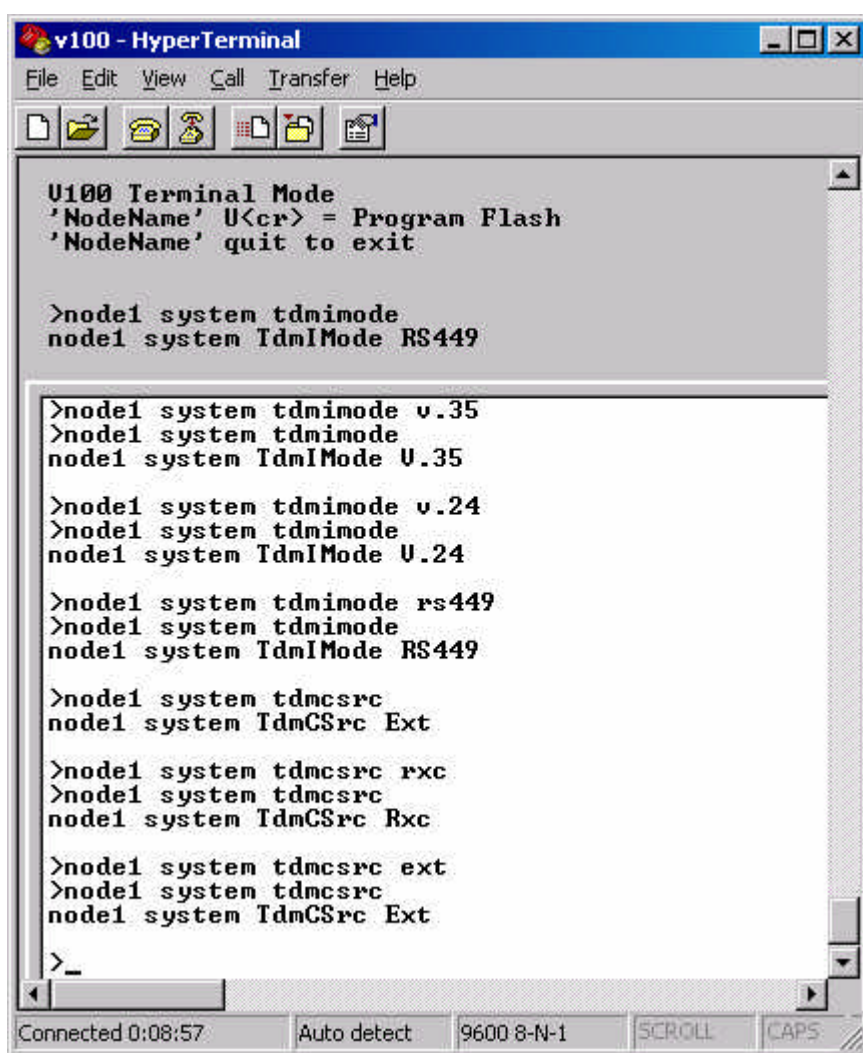 v100 - HyperTerminal
File Edit View Call Transfer Help
V100 Terminal Mode
'NodeName' U<cr> = Program Flash
'NodeName' quit to exit
>node1 system tdmimode
node1 system TdmIMode RS449
>node1 system tdmimode v.35
>node1 system tdmimode
node1 system TdmIMode V.35
>node1 system tdmimode v.24
>node1 system tdmimode
node1 system TdmIMode V.24
>node1 system tdmimode rs449
>node1 system tdmimode
node1 system TdmIMode RS449
>node1 system tdmcsrc
node1 system TdmCSrc Ext
>node1 system tdmcsrc rxc
>node1 system tdmcsrc
node1 system TdmCSrc Rxc
>node1 system tdmcsrc ext
>node1 system tdmcsrc
node1 system TdmCSrc Ext
>_
Connected 0:08:57 Auto detect 9600 8-N-1 SCROLL CAPS